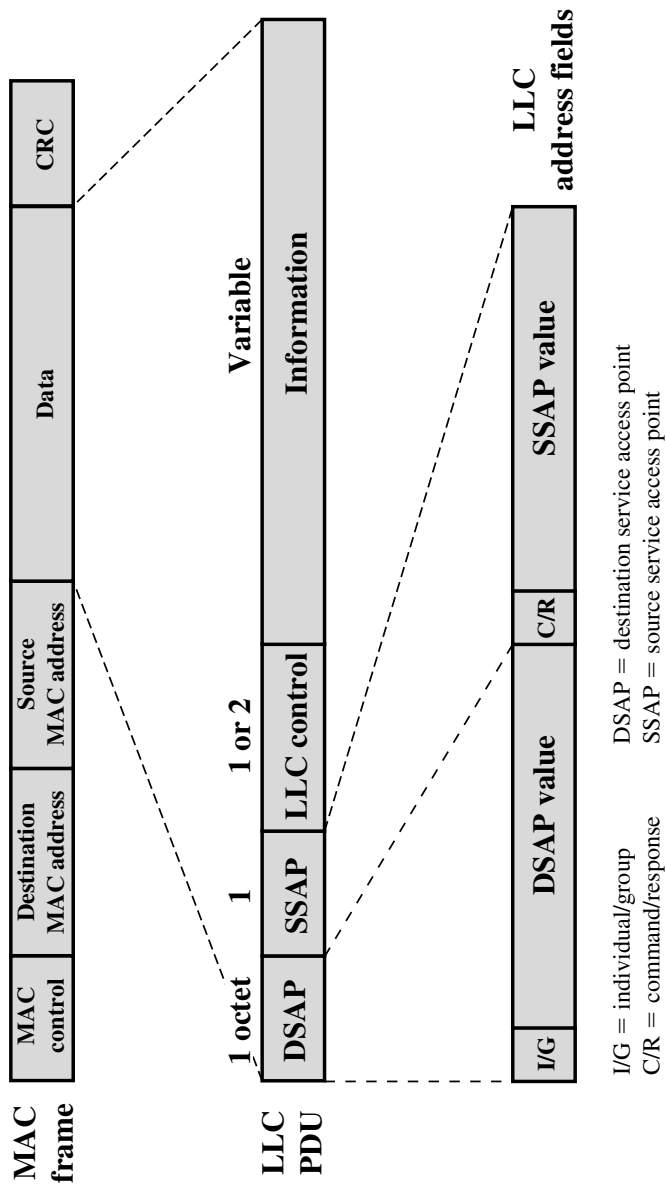 MAC
frame
MAC
control
Destination
MAC address
Source
MAC address
Data
CRC
1 octet
1
1 or 2
Variable
LLC
PDU
DSAP
SSAP
LLC control
Information
I/G
DSAP value
C/R
SSAP value
LLC
address fields
I/G = individual/group
C/R = command/response
DSAP = destination service access point
SSAP = source service access point